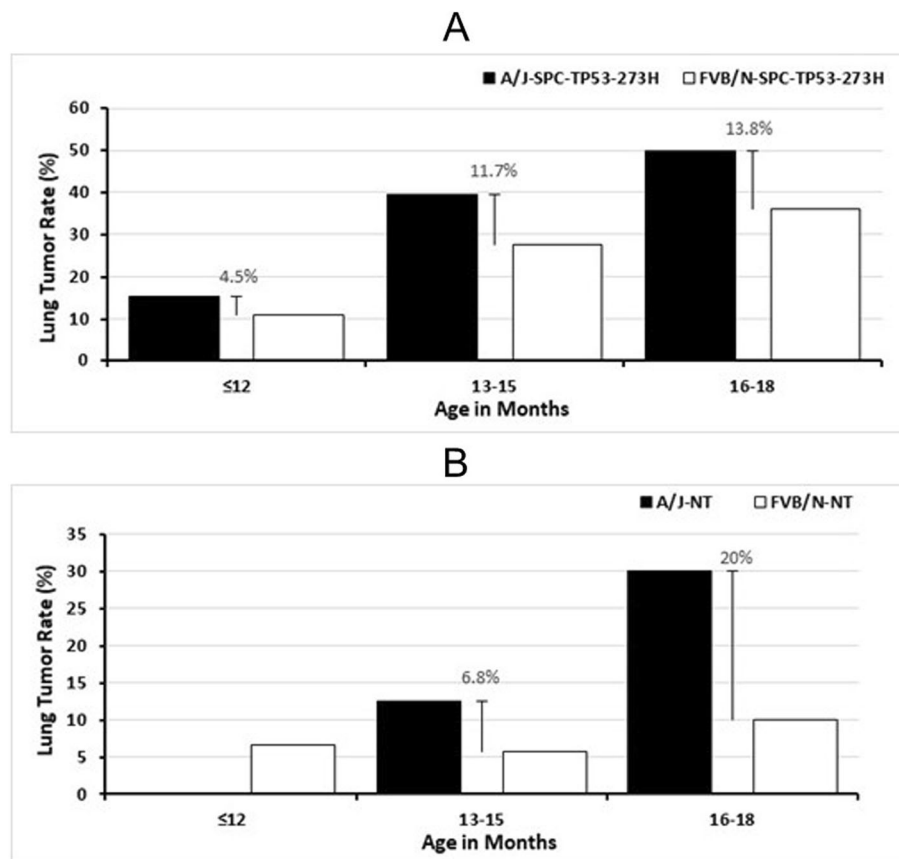 A
A/J-SPC-TP53-273H FVB/N-SPC-TP53-273H
Lung Tumor Rate (%)
60
50
40
30
20
10
0
4.5%
11.7%
13.8%
≤12 13-15 16-18
Age in Months
B
A/J-NT FVB/N-NT
Lung Tumor Rate (%)
35
30
25
20
15
10
5
0
6.8%
20%
≤12 13-15 16-18
Age in Months